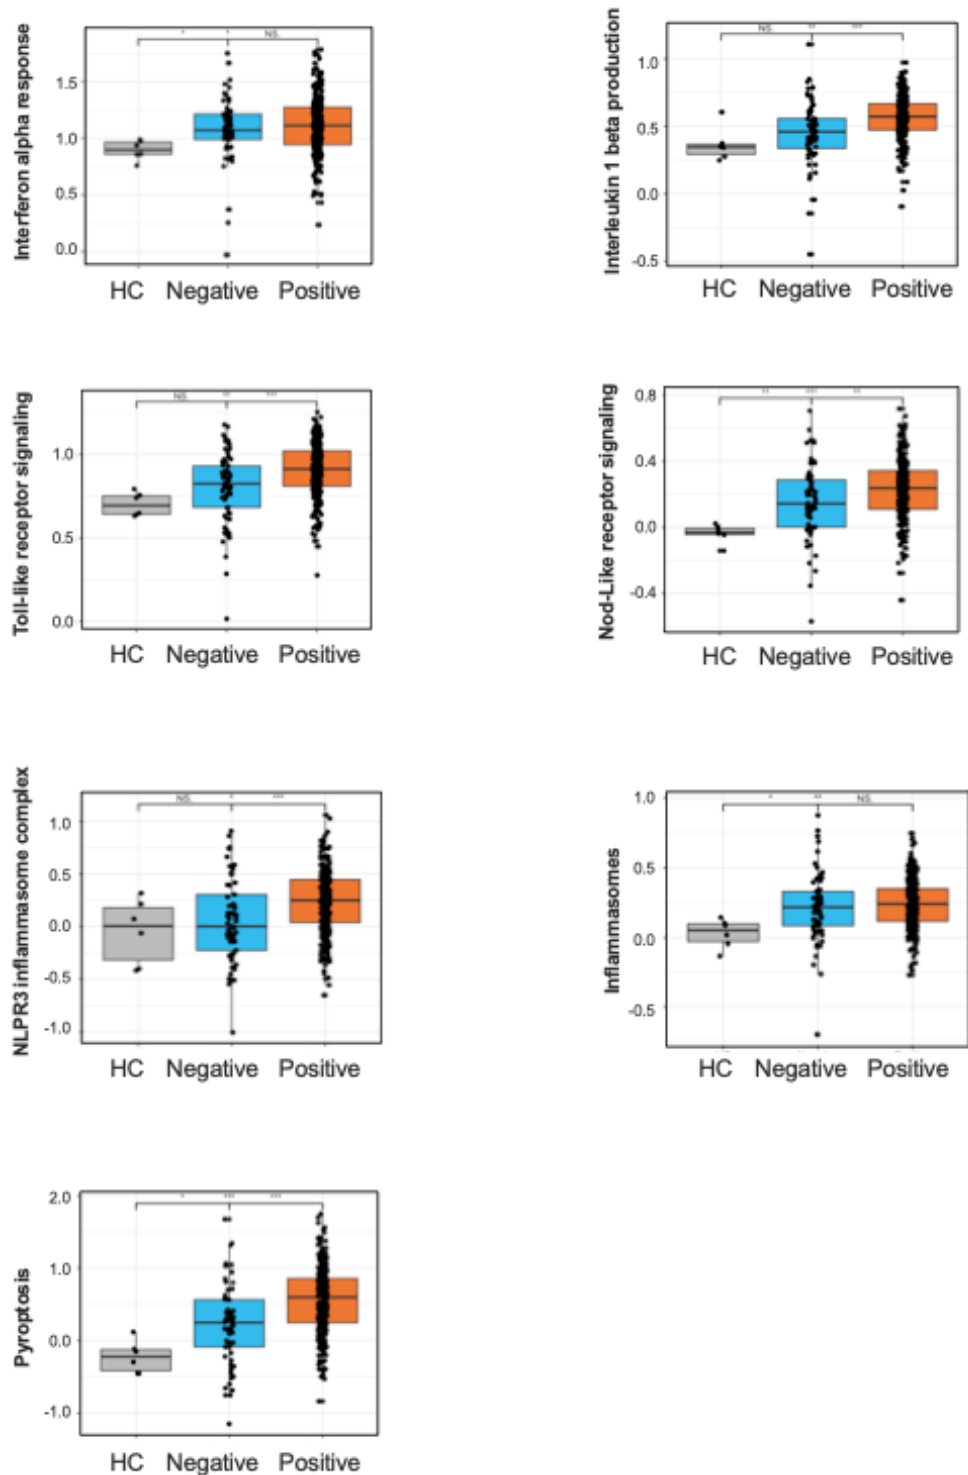 Interferon alpha response
* * NS.
1.5
1.0
0.5
0.0
HC Negative Positive
Interleukin 1 beta production
NS. ** ***
1.0
0.5
0.0
-0.5
HC Negative Positive
Toll-like receptor signaling
NS. ** ***
1.0
0.5
0.0
HC Negative Positive
Nod-Like receptor signaling
** *** **
0.8
0.4
0.0
-0.4
HC Negative Positive
NLPR3 inflammasome complex
NS. * ***
1.0
0.5
0.0
-0.5
-1.0
HC Negative Positive
Inflammasomes
* ** NS.
1.0
0.5
0.0
-0.5
HC Negative Positive
Pyroptosis
* *** ***
2.0
1.0
0.0
-1.0
HC Negative Positive